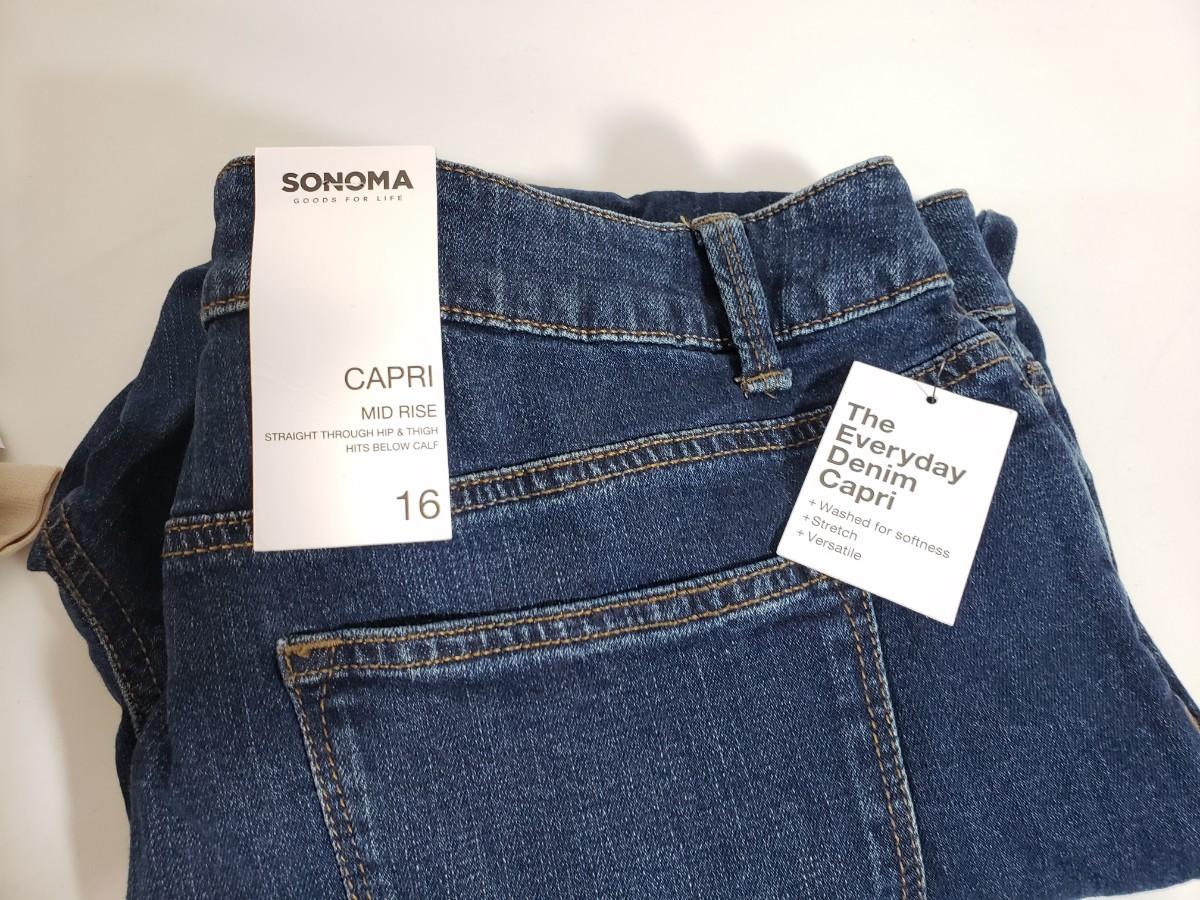 SONOMA
GOODS FOR LIFE
CAPRI
MID RISE
STRAIGHT THROUGH HIP & THIGH
HITS BELOW CALF
16
The
Everyday
Denim
Capri
+ Washed for softness
+ Stretch
+ Versatile